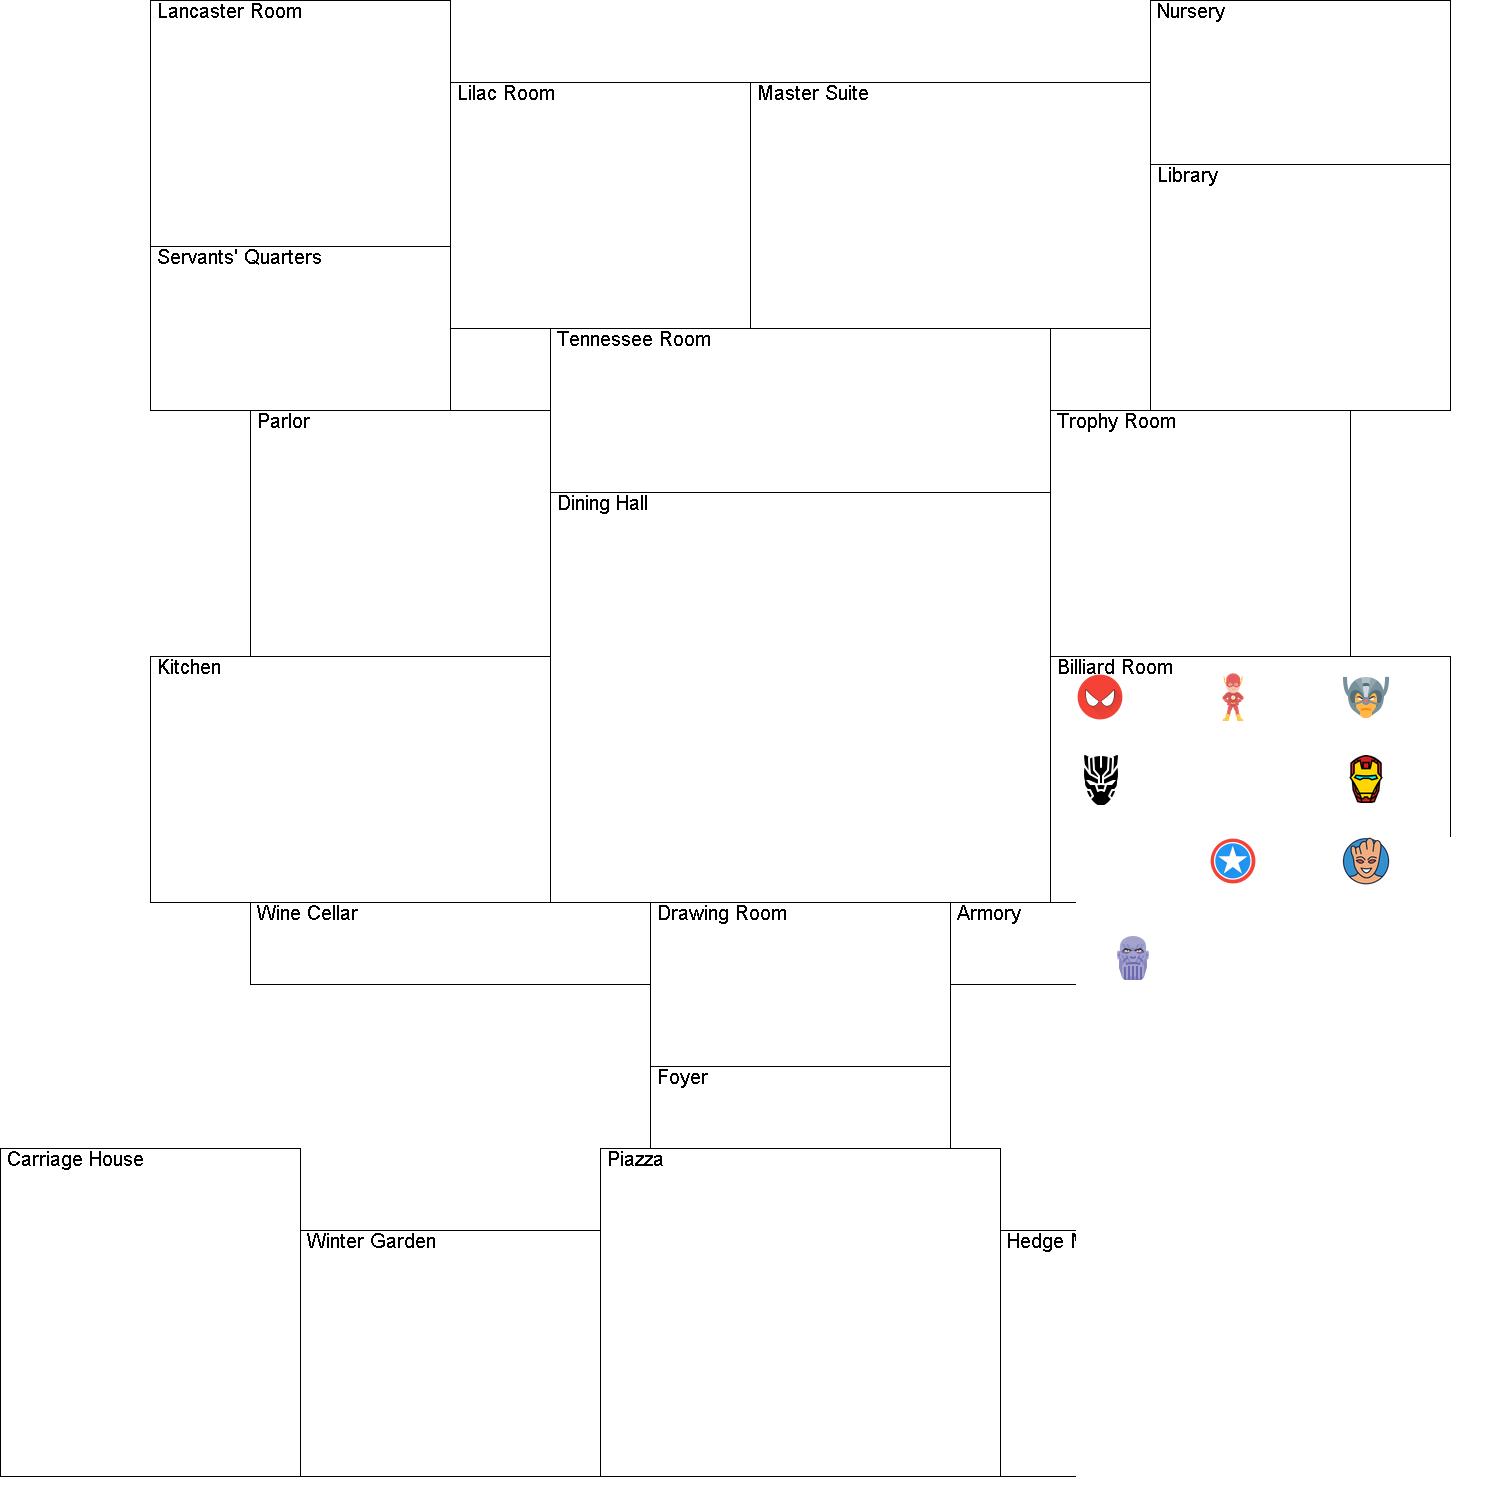 Lancaster Room
Nursery
Lilac Room
Master Suite
Library
Servants' Quarters
Tennessee Room
Parlor
Trophy Room
Dining Hall
Kitchen
Billiard Room
Wine Cellar
Drawing Room
Armory
Foyer
Carriage House
Piazza
Winter Garden
Hedge